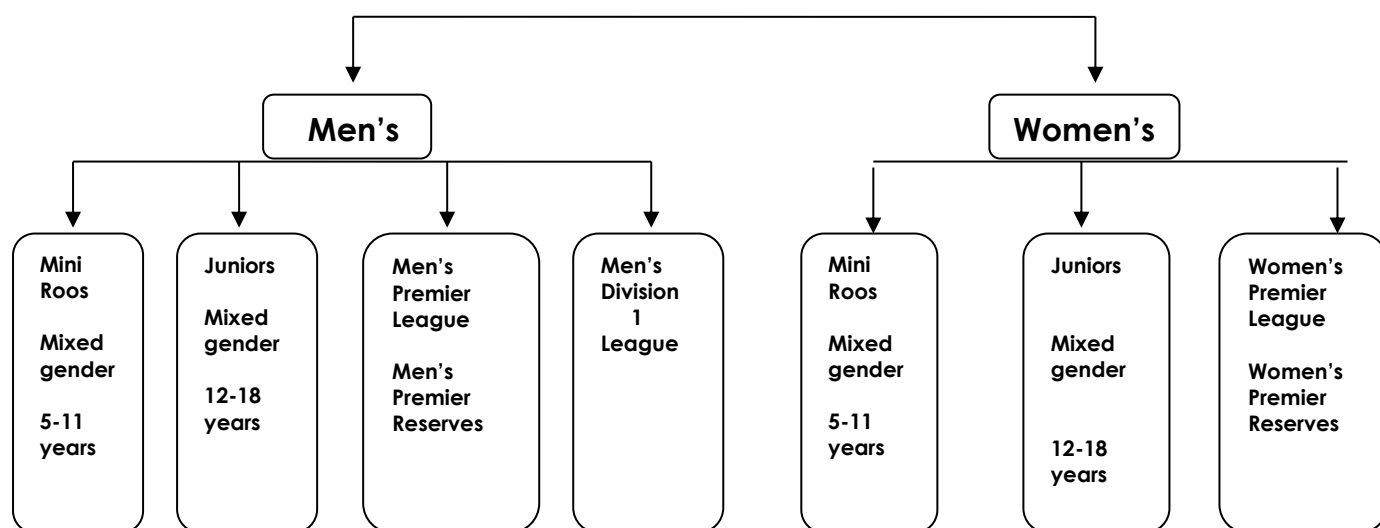 Men’s
Women’s
Mini
Roos
Mixed
gender
5-11
years
Juniors
Mixed
gender
12-18
years
Men’s
Premier
League
Men’s
Premier
Reserves
Men’s
Division
1
League
Mini
Roos
Mixed
gender
5-11
years
Juniors
Mixed
gender
12-18
years
Women’s
Premier
League
Women’s
Premier
Reserves